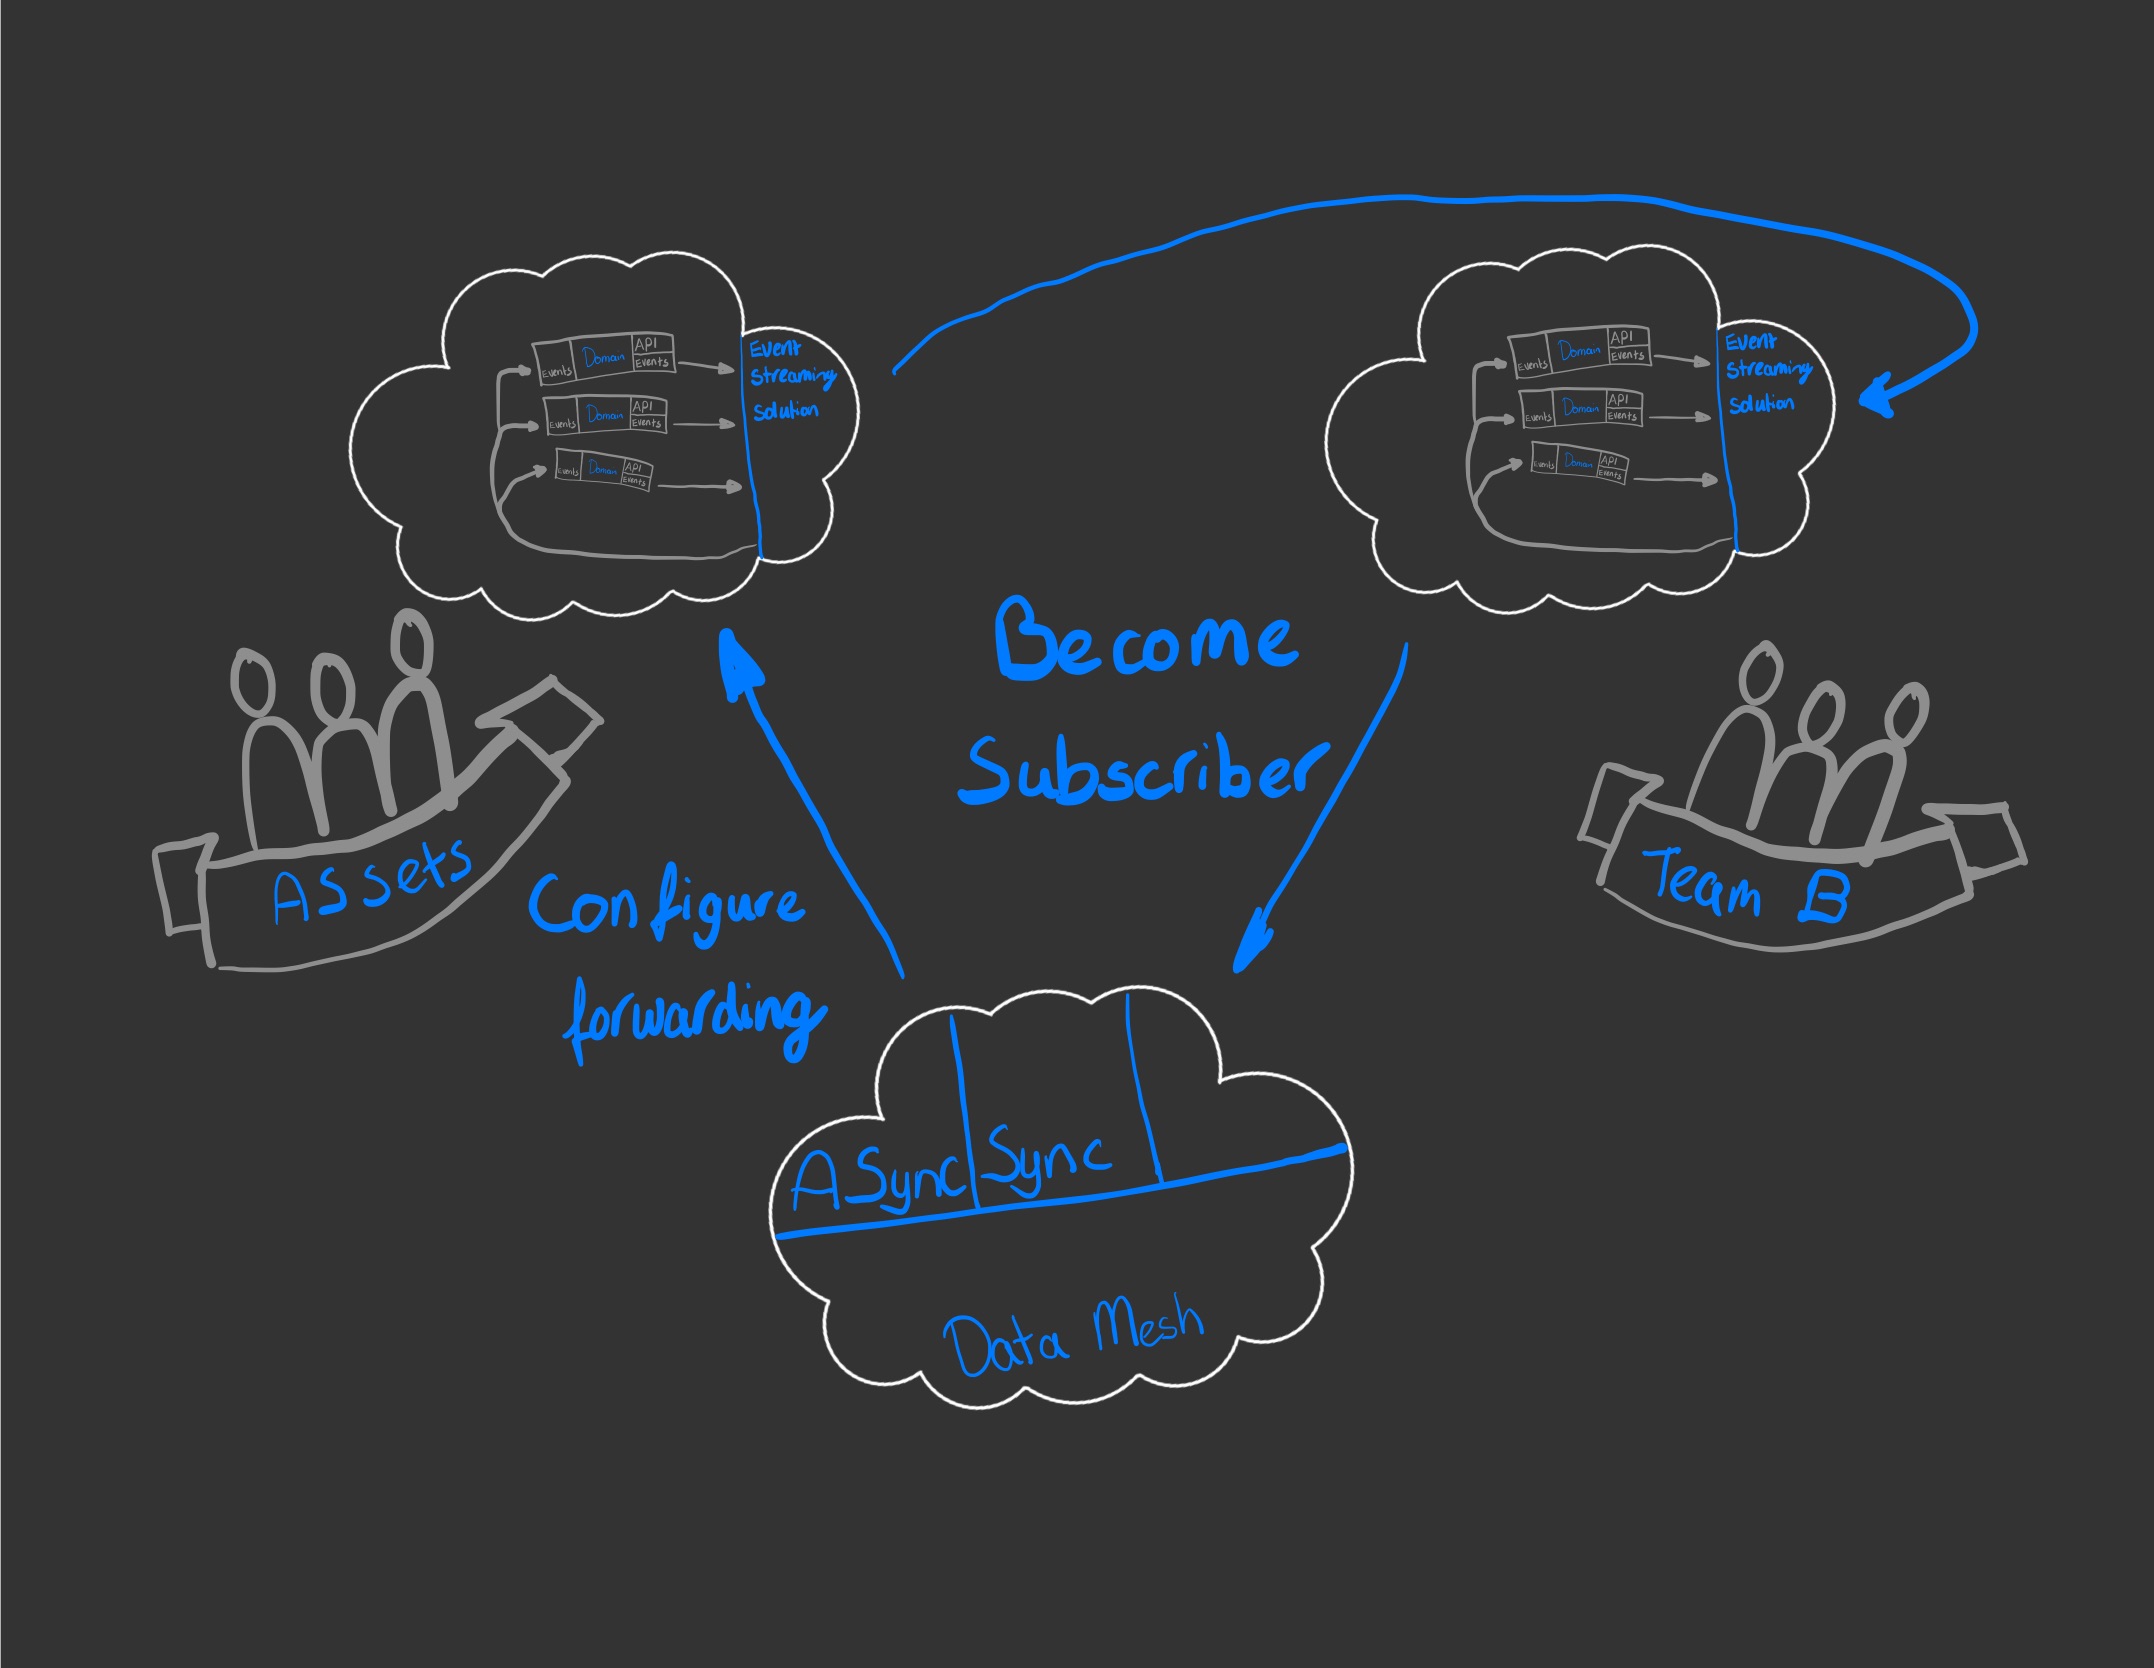 API
Events Domain Events
API
Events Domain Events
API
Events Domain Events
Event
Streaming
Solution
API
Events Domain Events
API
Events Domain Events
API
Events Domain Events
Event
Streaming
Solution
Become
Subscriber
Assets
Team B
Configure
forwarding
ASync Sync
Data Mesh